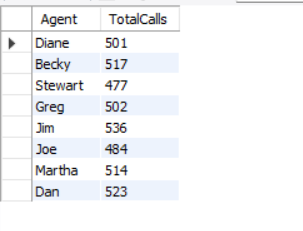 Agent TotalCalls
Diane 501
Becky 517
Stewart 477
Greg 502
Jim 536
Joe 484
Martha 514
Dan 523